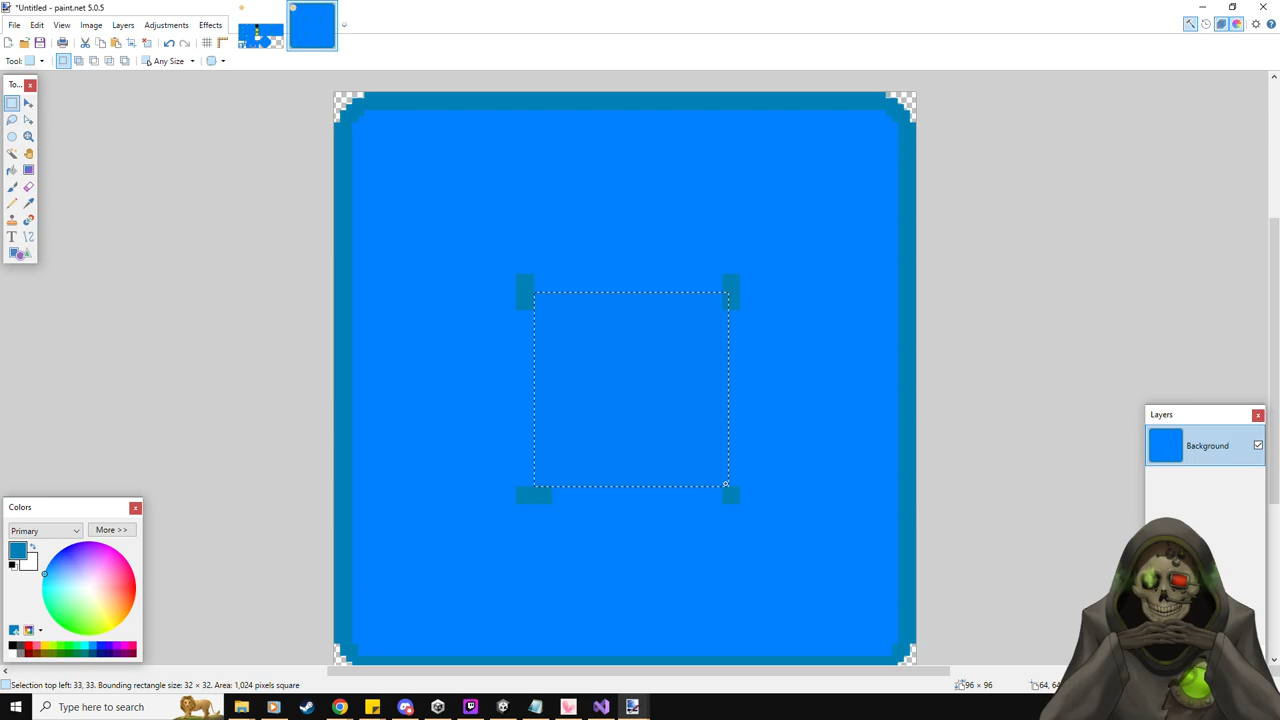 *Untitled - paint.net 5.0.5
File Edit View Image Layers Adjustments Effects
Tool: Any Size
To...
Layers
Background
Colors
Primary
More >>
Selection top left: 33, 33. Bounding rectangle size: 32 × 32. Area: 1,024 pixels square
96 × 96
64, 64
Type here to search